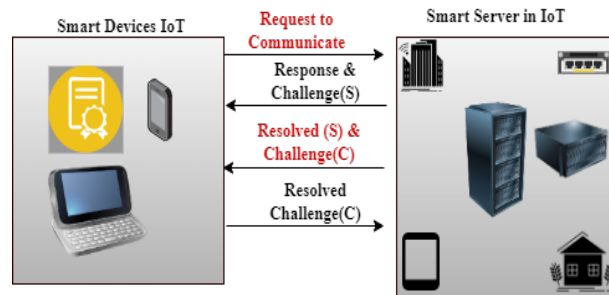 Smart Devices IoT
Request to
Communicate
Smart Server in IoT
Response &
Challenge(S)
Resolved (S) &
Challenge(C)
Resolved
Challenge(C)